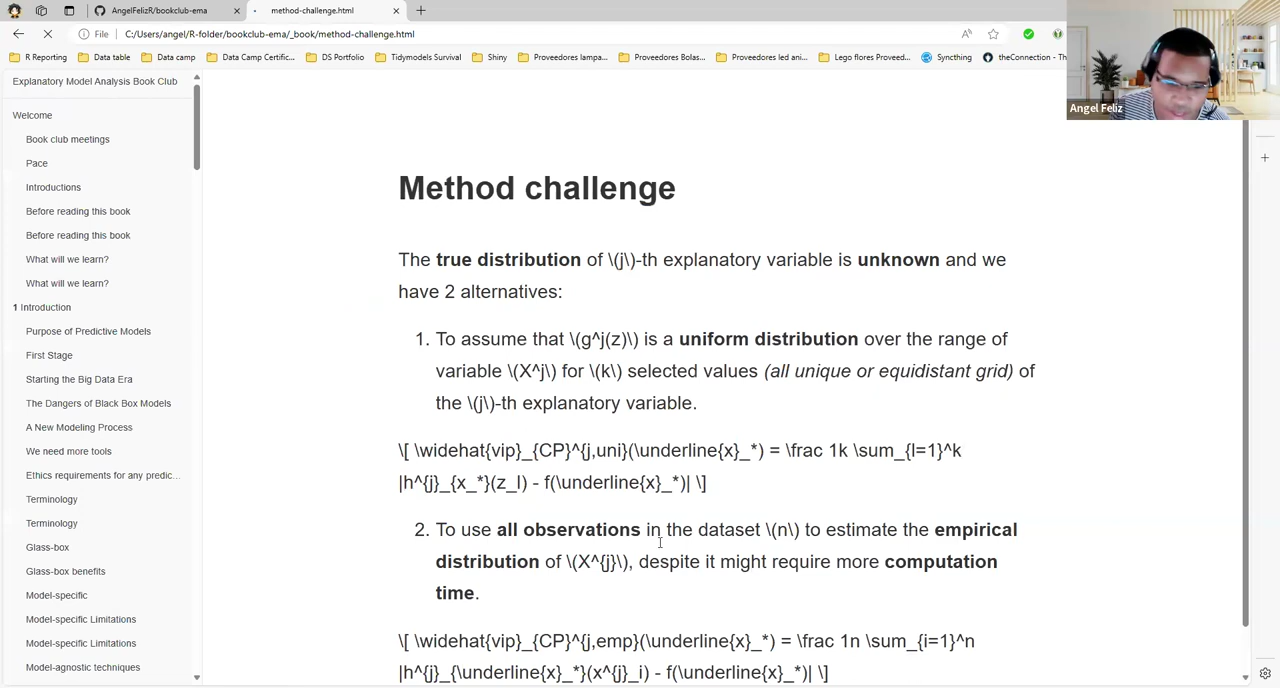 AngelFelizR/bookclub-ema
method-challenge.html
File
C:/Users/angel/R-folder/bookclub-ema/_book/method-challenge.html
R Reporting
Data table
Data camp
Data Camp Certific...
DS Portfolio
Tidymodels Survival
Shiny
Proveedores lampa...
Proveedores Bolas...
Proveedores led ani...
Lego flores Proveed...
Syncthing
theConnection - Th
Angel Feliz
Explanatory Model Analysis Book Club
Welcome
Book club meetings
Pace
Introductions
Before reading this book
Before reading this book
What will we learn?
What will we learn?
1 Introduction
Purpose of Predictive Models
First Stage
Starting the Big Data Era
The Dangers of Black Box Models
A New Modeling Process
We need more tools
Ethics requirements for any predic...
Terminology
Terminology
Glass-box
Glass-box benefits
Model-specific
Model-specific Limitations
Model-specific Limitations
Model-agnostic techniques
Method challenge
The true distribution of \(j\)-th explanatory variable is unknown and we
have 2 alternatives:
1. To assume that \(g^j(z)\) is a uniform distribution over the range of
variable \(X^j\) for \(k\) selected values (all unique or equidistant grid) of
the \(j\)-th explanatory variable.
\[ \widehat{vip}_{CP}^{j,uni}(\underline{x}_*) = \frac 1k \sum_{l=1}^k
|h^{j}_{x_*}(z_l) - f(\underline{x}_*)| \]
2. To use all observations in the dataset \(n\) to estimate the empirical
distribution of \(X^{j}\), despite it might require more computation
time.
\[ \widehat{vip}_{CP}^{j,emp}(\underline{x}_*) = \frac 1n \sum_{i=1}^n
|h^{j}_{\underline{x}_*}(x^{j}_i) - f(\underline{x}_*)| \]